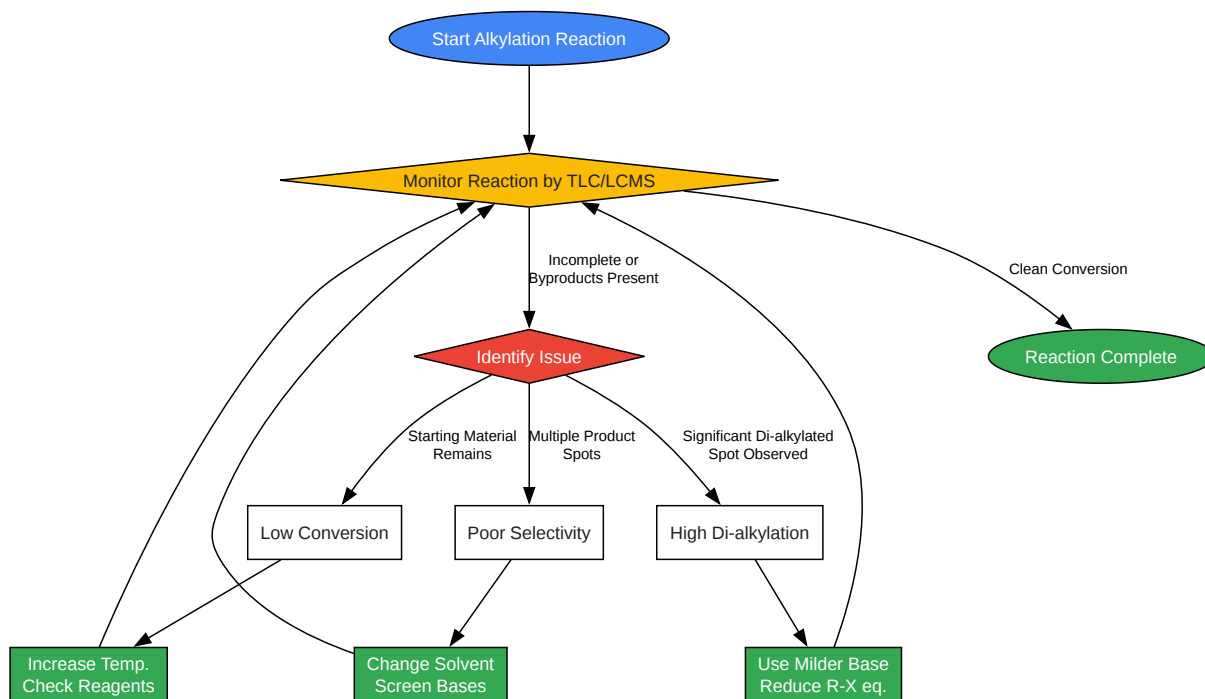 Start Alkylation Reaction
Monitor Reaction by TLC/LCMS
Incomplete or
Byproducts Present
Clean Conversion
Identify Issue
Reaction Complete
Starting Material
Remains
Multiple Product
Spots
Significant Di-alkylated
Spot Observed
Low Conversion
Poor Selectivity
High Di-alkylation
Increase Temp.
Check Reagents
Change Solvent
Screen Bases
Use Milder Base
Reduce R-X eq.